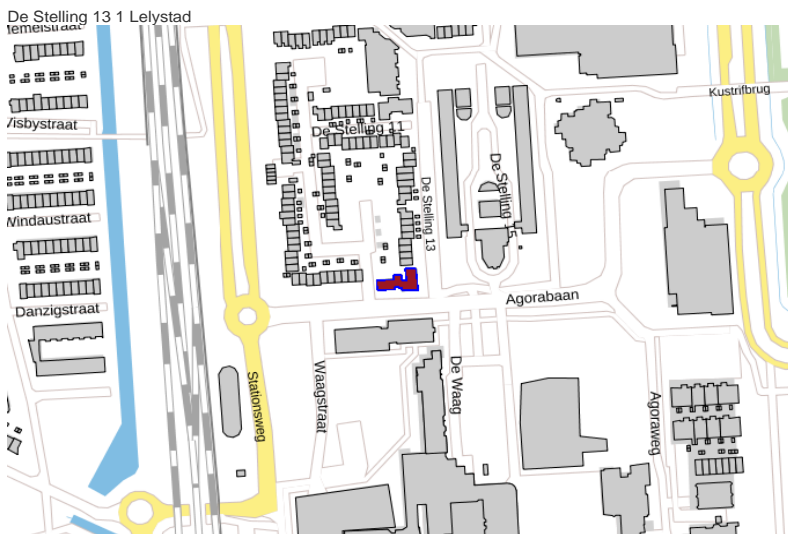 De Stelling 13 1 Lelystad
Memelstraat
Kustrifbrug
Visbystraat
De Stelling 11
De Stelling
De Stelling 13
Windaustraat
Agorabaan
Danzigstraat
Waagstraat
De Waag
Stationsweg
Agoraweg